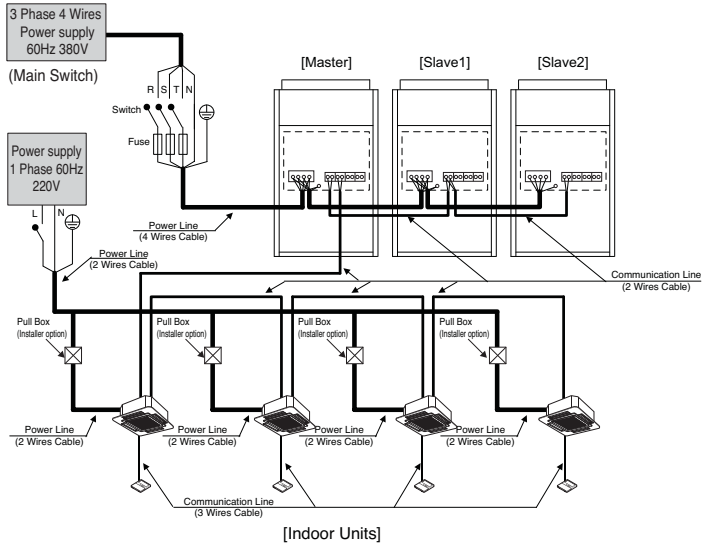 3 Phase 4 Wires
Power supply
60Hz 380V
(Main Switch)
R S T N
Switch
Fuse
[Master]
[Slave1]
[Slave2]
Power supply
1 Phase 60Hz
220V
L N
Power Line
(4 Wires Cable)
Power Line
(2 Wires Cable)
Communication Line
(2 Wires Cable)
Pull Box
(Installer option)
Pull Box
(Installer option)
Pull Box
(Installer option)
Pull Box
(Installer option)
Power Line
(2 Wires Cable)
Power Line
(2 Wires Cable)
Power Line
(2 Wires Cable)
Power Line
(2 Wires Cable)
Communication Line
(3 Wires Cable)
[Indoor Units]